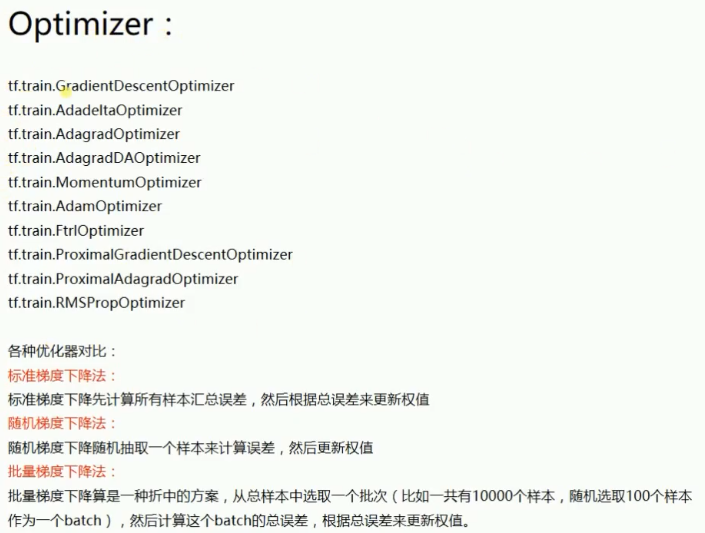 Optimizer：
tf.train.GradientDescentOptimizer
tf.train.AdadeltaOptimizer
tf.train.AdagradOptimizer
tf.train.AdagradDAOptimizer
tf.train.MomentumOptimizer
tf.train.AdamOptimizer
tf.train.FtrlOptimizer
tf.train.ProximalGradientDescentOptimizer
tf.train.ProximalAdagradOptimizer
tf.train.RMSPropOptimizer
各种优化器对比：
标准梯度下降法：
标准梯度下降先计算所有样本汇总误差，然后根据总误差来更新权值
随机梯度下降法：
随机梯度下降随机抽取一个样本来计算误差，然后更新权值
批量梯度下降法：
批量梯度下降算是一种折中的方案，从总样本中选取一个批次（比如一共有10000个样本，随机选取100个样本
作为一个batch），然后计算这个batch的总误差，根据总误差来更新权值。